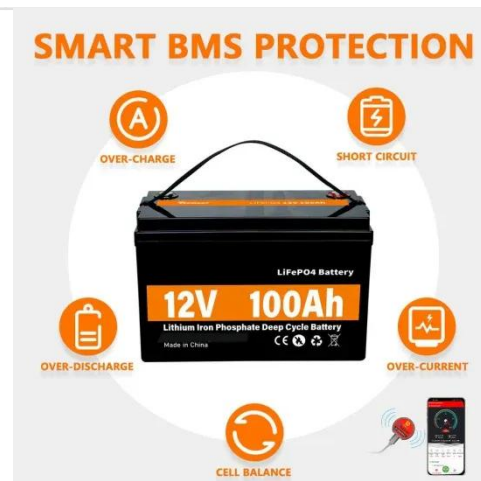 SMART BMS PROTECTION
OVER-CHARGE
SHORT CIRCUIT
LiFePO4 Battery
12V 100Ah
Lithium Iron Phosphate Deep Cycle Battery
Made in China
CE
OVER-DISCHARGE
OVER-CURRENT
CELL BALANCE